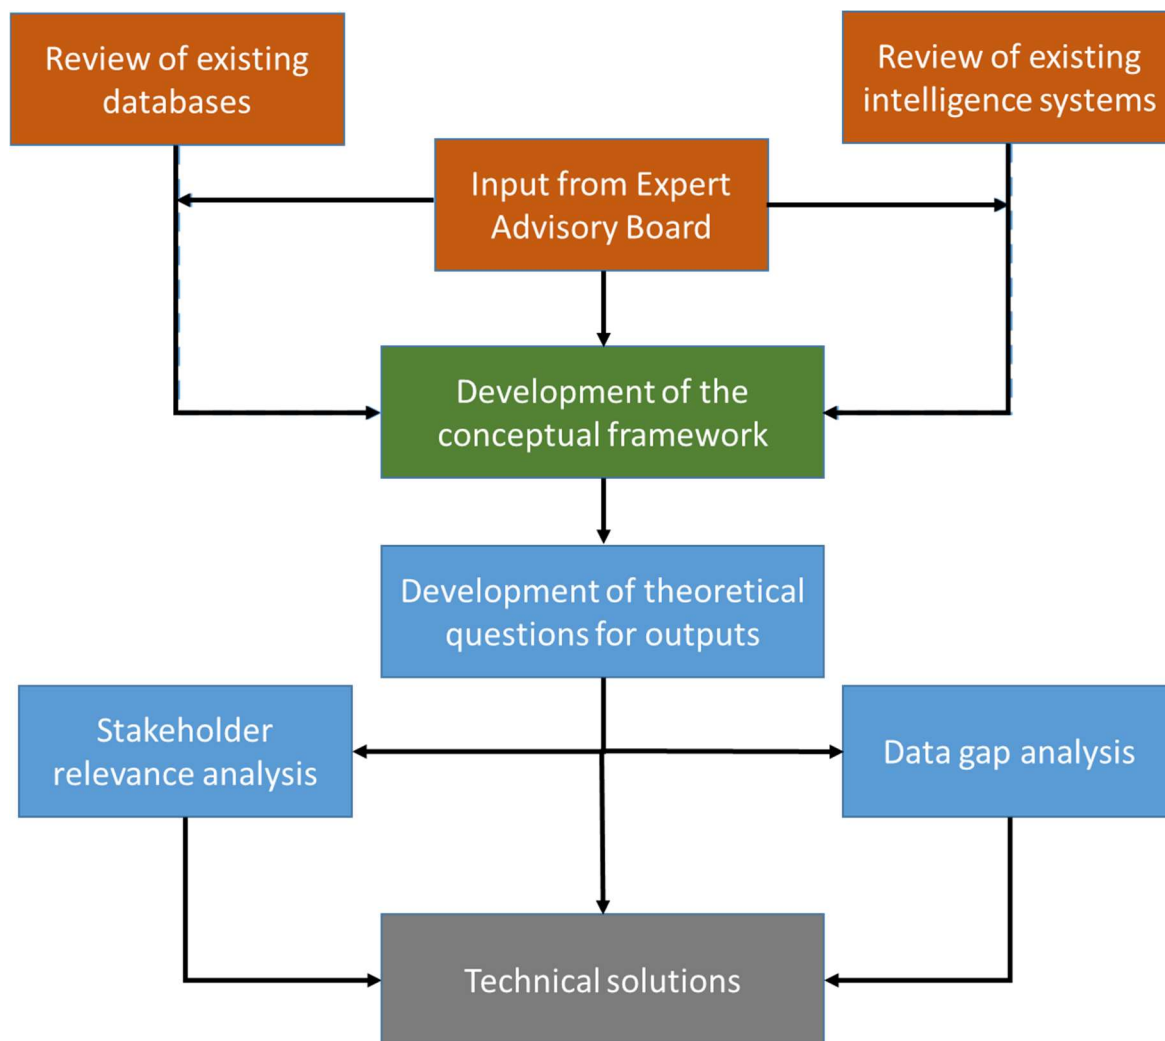 Review of existing
databases
Review of existing
intelligence systems
Input from Expert
Advisory Board
Development of the
conceptual framework
Development of theoretical
questions for outputs
Stakeholder
relevance analysis
Data gap analysis
Technical solutions